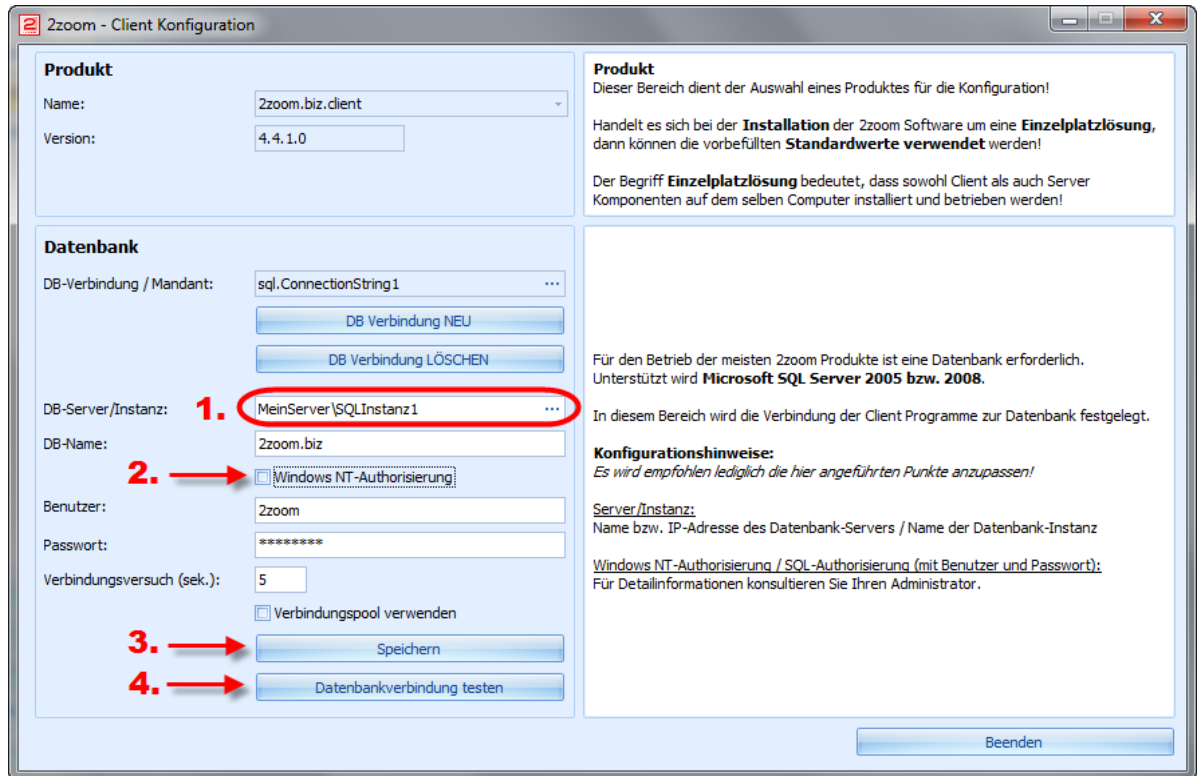 2zoom - Client Konfiguration
Produkt
Name:
2zoom.biz.client
Version:
4.4.1.0
Produkt
Dieser Bereich dient der Auswahl eines Produktes für die Konfiguration!
Handelt es sich bei der Installation der 2zoom Software um eine Einzelplatzlösung,
dann können die vorbefüllten Standardwerte verwendet werden!
Der Begriff Einzelplatzlösung bedeutet, dass sowohl Client als auch Server
Komponenten auf dem selben Computer installiert und betrieben werden!
Datenbank
DB-Verbindung / Mandant:
sql.ConnectionString1 ...
DB Verbindung NEU
DB Verbindung LÖSCHEN
DB-Server/Instanz:
1.
MeinServer\SQLInstanz1 ...
DB-Name:
2zoom.biz
2.
Windows NT-Authorisierung
Benutzer:
2zoom
Passwort:
********
Verbindungsversuch (sek.):
5
Verbindungspool verwenden
3.
Speichern
4.
Datenbankverbindung testen
Für den Betrieb der meisten 2zoom Produkte ist eine Datenbank erforderlich.
Unterstützt wird Microsoft SQL Server 2005 bzw. 2008.
In diesem Bereich wird die Verbindung der Client Programme zur Datenbank festgelegt.
Konfigurationshinweise:
Es wird empfohlen lediglich die hier angeführten Punkte anzupassen!
Server/Instanz:
Name bzw. IP-Adresse des Datenbank-Servers / Name der Datenbank-Instanz
Windows NT-Authorisierung / SQL-Authorisierung (mit Benutzer und Passwort):
Für Detailinformationen konsultieren Sie Ihren Administrator.
Beenden